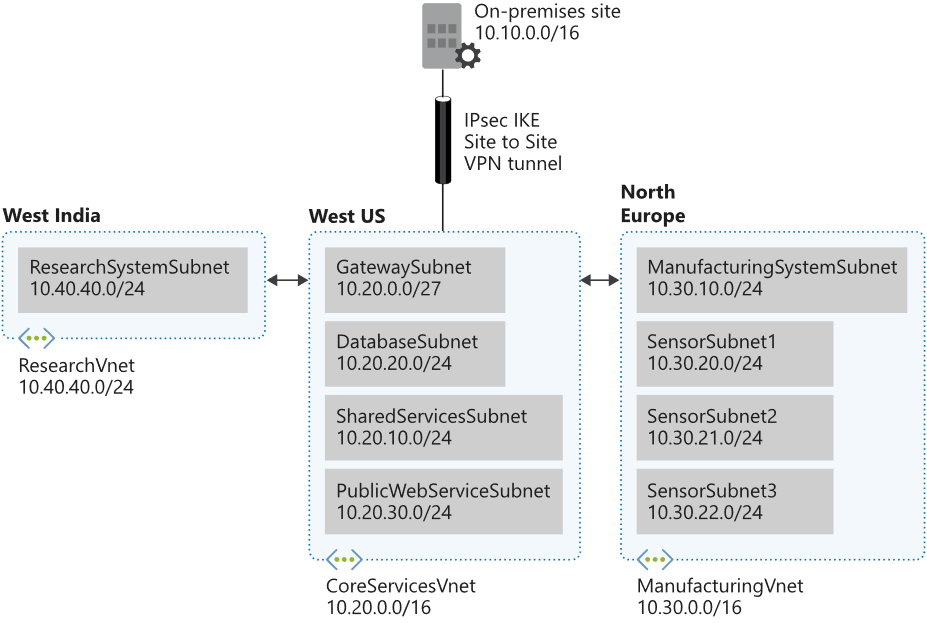 On-premises site
10.10.0.0/16
IPsec IKE
Site to Site
VPN tunnel
West India
ResearchSystemSubnet
10.40.40.0/24
ResearchVnet
10.40.40.0/24
West US
GatewaySubnet
10.20.0.0/27
DatabaseSubnet
10.20.20.0/24
SharedServicesSubnet
10.20.10.0/24
PublicWebServiceSubnet
10.20.30.0/24
CoreServicesVnet
10.20.0.0/16
North
Europe
ManufacturingSystemSubnet
10.30.10.0/24
SensorSubnet1
10.30.20.0/24
SensorSubnet2
10.30.21.0/24
SensorSubnet3
10.30.22.0/24
ManufacturingVnet
10.30.0.0/16